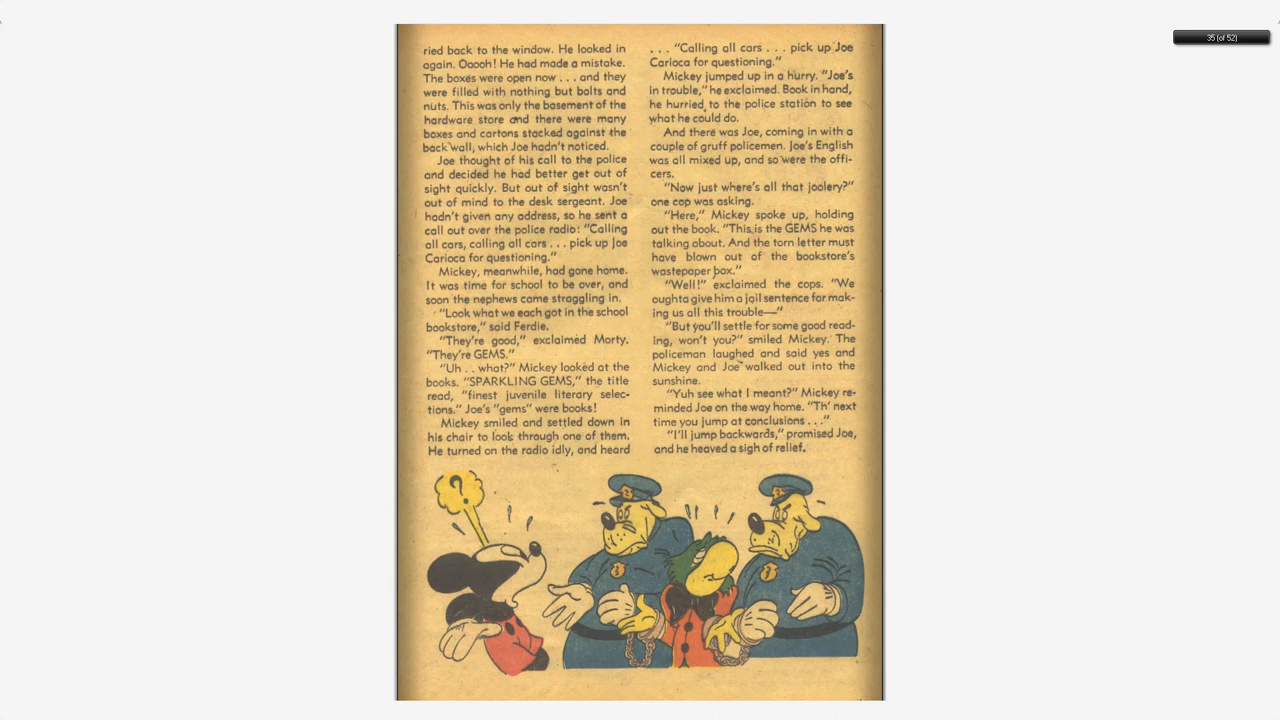 35 (of 52)
ried back to the window. He looked in
again. Ooooh! He had made a mistake.
The boxes were open now . . . and they
were filled with nothing but bolts and
nuts. This was only the basement of the
hardware store and there were many
boxes and cartons stacked against the
back wall, which Joe hadn't noticed.
Joe thought of his call to the police
and decided he had better get out of
sight quickly. But out of sight wasn't
out of mind to the desk sergeant. Joe
hadn't given any address, so he sent a
call out over the police radio: "Calling
all cars, calling all cars . . . pick up Joe
Carioca for questioning."
Mickey, meanwhile, had gone home.
It was time for school to be over, and
soon the nephews came straggling in.
"Look what we each got in the school
bookstore," said Ferdie.
"They're good," exclaimed Morty.
"They're GEMS."
"Uh . . what?" Mickey looked at the
books. "SPARKLING GEMS," the title
read, "finest juvenile literary selec-
tions." Joe's "gems" were books!
Mickey smiled and settled down in
his chair to look through one of them.
He turned on the radio idly, and heard
. . . "Calling all cars . . . pick up Joe
Carioca for questioning."
Mickey jumped up in a hurry. "Joe's
in trouble," he exclaimed. Book in hand,
he hurried to the police station to see
what he could do.
And there was Joe, coming in with a
couple of gruff policemen. Joe's English
was all mixed up, and so were the offi-
cers.
"Now just where's all that joolery?"
one cop was asking.
"Here," Mickey spoke up, holding
out the book. "This is the GEMS he was
talking about. And the torn letter must
have blown out of the bookstore's
wastepaper box."
"Well!" exclaimed the cops. "We
oughta give him a jail sentence for mak-
ing us all this trouble—"
"But you'll settle for some good read-
ing, won't you?" smiled Mickey. The
policeman laughed and said yes and
Mickey and Joe walked out into the
sunshine.
"Yuh see what I meant?" Mickey re-
minded Joe on the way home. "Th' next
time you jump at conclusions . . ."
"I'll jump backwards," promised Joe,
and he heaved a sigh of relief.
?